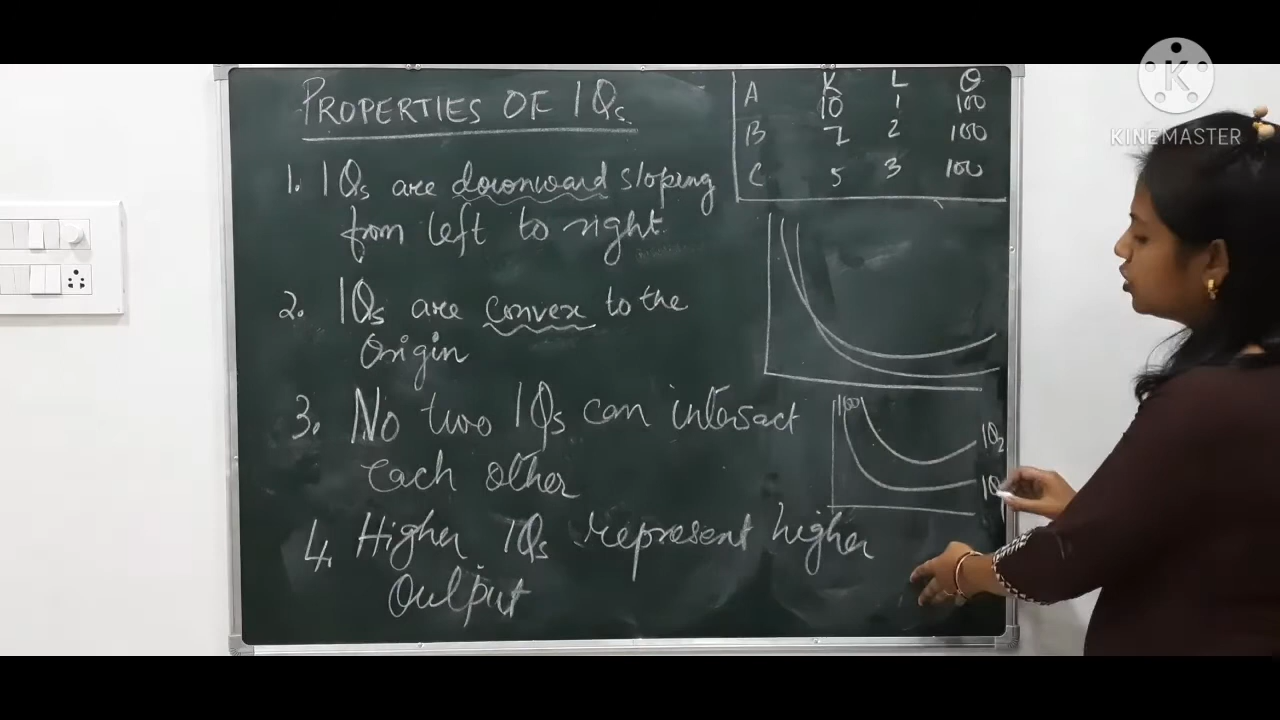 PROPERTIES OF IQs.
1. IQs are downward sloping
from left to right.
2. IQs are convex to the
Origin
3. No two IQs can intersect
each other
4. Higher IQs represent higher
Output
K L Q
A 10 1 100
B 7 2 100
C 5 3 100
100
IQ2
IQ
KINEMASTER